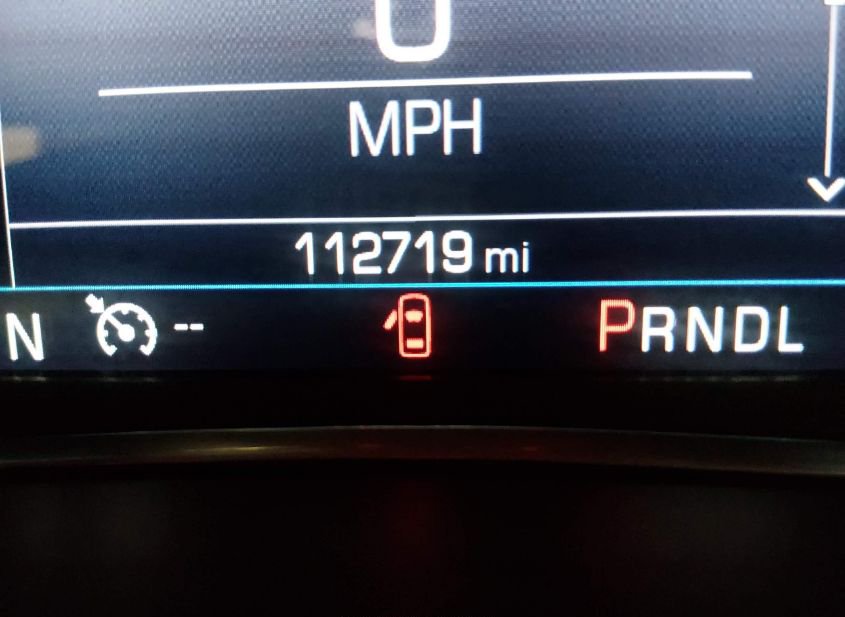 0
MPH
112719 mi
N -- PRNDL